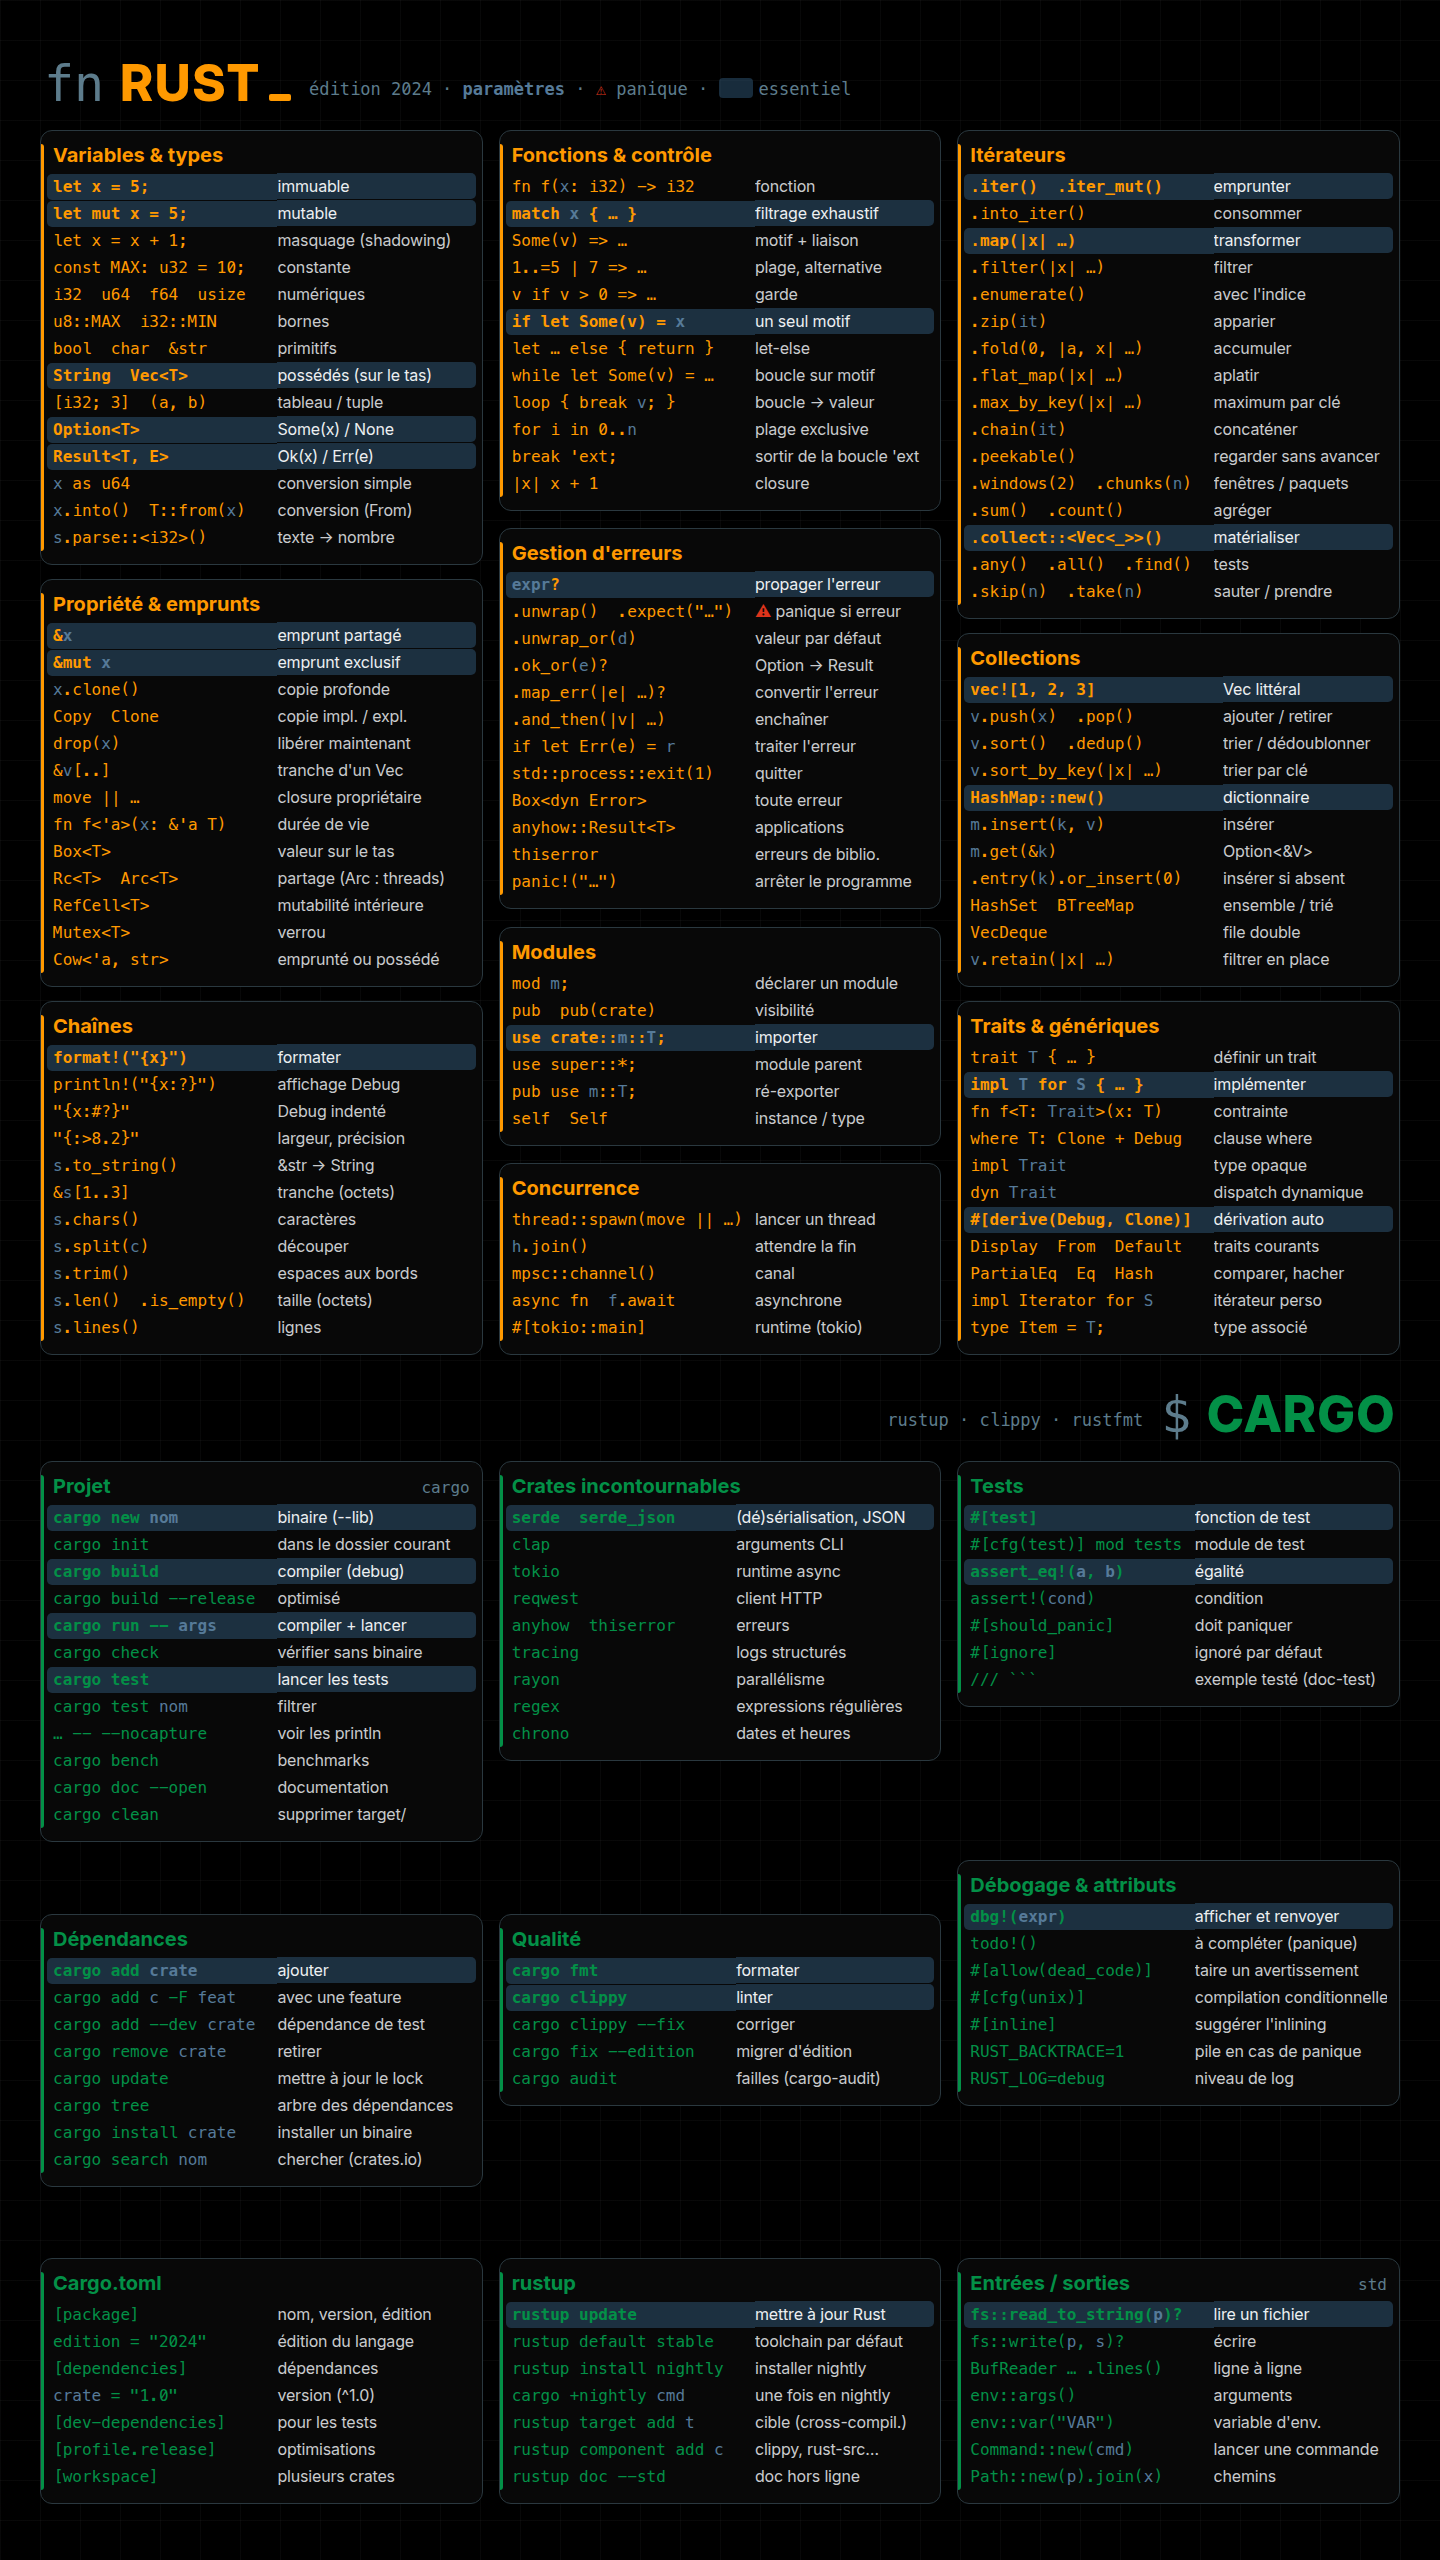 fn RUST_ édition 2024 · paramètres · ⚠ panique · essentiel
Variables & types
let x = 5; immuable
let mut x = 5; mutable
let x = x + 1; masquage (shadowing)
const MAX: u32 = 10; constante
i32 u64 f64 usize numériques
u8::MAX i32::MIN bornes
bool char &str primitifs
String Vec<T> possédés (sur le tas)
[i32; 3] (a, b) tableau / tuple
Option<T> Some(x) / None
Result<T, E> Ok(x) / Err(e)
x as u64 conversion simple
x.into() T::from(x) conversion (From)
s.parse::<i32>() texte → nombre
Propriété & emprunts
&x emprunt partagé
&mut x emprunt exclusif
x.clone() copie profonde
Copy Clone copie impl. / expl.
drop(x) libérer maintenant
&v[..] tranche d'un Vec
move || … closure propriétaire
fn f<'a>(x: &'a T) durée de vie
Box<T> valeur sur le tas
Rc<T> Arc<T> partage (Arc : threads)
RefCell<T> mutabilité intérieure
Mutex<T> verrou
Cow<'a, str> emprunté ou possédé
Chaînes
format!("{x}") formater
println!("{x:?}") affichage Debug
"{x:#?}" Debug indenté
"{:>8.2}" largeur, précision
s.to_string() &str → String
&s[1..3] tranche (octets)
s.chars() caractères
s.split(c) découper
s.trim() espaces aux bords
s.len() .is_empty() taille (octets)
s.lines() lignes
Fonctions & contrôle
fn f(x: i32) -> i32 fonction
match x { … } filtrage exhaustif
Some(v) => … motif + liaison
1..=5 | 7 => … plage, alternative
v if v > 0 => … garde
if let Some(v) = x un seul motif
let … else { return } let-else
while let Some(v) = … boucle sur motif
loop { break v; } boucle → valeur
for i in 0..n plage exclusive
break 'ext; sortir de la boucle 'ext
|x| x + 1 closure
Gestion d'erreurs
expr? propager l'erreur
.unwrap() .expect("…") ⚠ panique si erreur
.unwrap_or(d) valeur par défaut
.ok_or(e)? Option → Result
.map_err(|e| …)? convertir l'erreur
.and_then(|v| …) enchaîner
if let Err(e) = r traiter l'erreur
std::process::exit(1) quitter
Box<dyn Error> toute erreur
anyhow::Result<T> applications
thiserror erreurs de biblio.
panic!("…") arrêter le programme
Modules
mod m; déclarer un module
pub pub(crate) visibilité
use crate::m::T; importer
use super::*; module parent
pub use m::T; ré-exporter
self Self instance / type
Concurrence
thread::spawn(move || …) lancer un thread
h.join() attendre la fin
mpsc::channel() canal
async fn f.await asynchrone
#[tokio::main] runtime (tokio)
Itérateurs
.iter() .iter_mut() emprunter
.into_iter() consommer
.map(|x| …) transformer
.filter(|x| …) filtrer
.enumerate() avec l'indice
.zip(it) apparier
.fold(0, |a, x| …) accumuler
.flat_map(|x| …) aplatir
.max_by_key(|x| …) maximum par clé
.chain(it) concaténer
.peekable() regarder sans avancer
.windows(2) .chunks(n) fenêtres / paquets
.sum() .count() agréger
.collect::<Vec<_>>() matérialiser
.any() .all() .find() tests
.skip(n) .take(n) sauter / prendre
Collections
vec![1, 2, 3] Vec littéral
v.push(x) .pop() ajouter / retirer
v.sort() .dedup() trier / dédoublonner
v.sort_by_key(|x| …) trier par clé
HashMap::new() dictionnaire
m.insert(k, v) insérer
m.get(&k) Option<&V>
.entry(k).or_insert(0) insérer si absent
HashSet BTreeMap ensemble / trié
VecDeque file double
v.retain(|x| …) filtrer en place
Traits & génériques
trait T { … } définir un trait
impl T for S { … } implémenter
fn f<T: Trait>(x: T) contrainte
where T: Clone + Debug clause where
impl Trait type opaque
dyn Trait dispatch dynamique
#[derive(Debug, Clone)] dérivation auto
Display From Default traits courants
PartialEq Eq Hash comparer, hacher
impl Iterator for S itérateur perso
type Item = T; type associé
rustup · clippy · rustfmt $ CARGO
Projet cargo
cargo new nom binaire (--lib)
cargo init dans le dossier courant
cargo build compiler (debug)
cargo build --release optimisé
cargo run -- args compiler + lancer
cargo check vérifier sans binaire
cargo test lancer les tests
cargo test nom filtrer
… -- --nocapture voir les println
cargo bench benchmarks
cargo doc --open documentation
cargo clean supprimer target/
Crates incontournables
serde serde_json (dé)sérialisation, JSON
clap arguments CLI
tokio runtime async
reqwest client HTTP
anyhow thiserror erreurs
tracing logs structurés
rayon parallélisme
regex expressions régulières
chrono dates et heures
Tests
#[test] fonction de test
#[cfg(test)] mod tests module de test
assert_eq!(a, b) égalité
assert!(cond) condition
#[should_panic] doit paniquer
#[ignore] ignoré par défaut
/// ``` exemple testé (doc-test)
Dépendances
cargo add crate ajouter
cargo add c -F feat avec une feature
cargo add --dev crate dépendance de test
cargo remove crate retirer
cargo update mettre à jour le lock
cargo tree arbre des dépendances
cargo install crate installer un binaire
cargo search nom chercher (crates.io)
Qualité
cargo fmt formater
cargo clippy linter
cargo clippy --fix corriger
cargo fix --edition migrer d'édition
cargo audit failles (cargo-audit)
Débogage & attributs
dbg!(expr) afficher et renvoyer
todo!() à compléter (panique)
#[allow(dead_code)] taire un avertissement
#[cfg(unix)] compilation conditionnelle
#[inline] suggérer l'inlining
RUST_BACKTRACE=1 pile en cas de panique
RUST_LOG=debug niveau de log
Cargo.toml
[package] nom, version, édition
edition = "2024" édition du langage
[dependencies] dépendances
crate = "1.0" version (^1.0)
[dev-dependencies] pour les tests
[profile.release] optimisations
[workspace] plusieurs crates
rustup
rustup update mettre à jour Rust
rustup default stable toolchain par défaut
rustup install nightly installer nightly
cargo +nightly cmd une fois en nightly
rustup target add t cible (cross-compil.)
rustup component add c clippy, rust-src…
rustup doc --std doc hors ligne
Entrées / sorties std
fs::read_to_string(p)? lire un fichier
fs::write(p, s)? écrire
BufReader … .lines() ligne à ligne
env::args() arguments
env::var("VAR") variable d'env.
Command::new(cmd) lancer une commande
Path::new(p).join(x) chemins